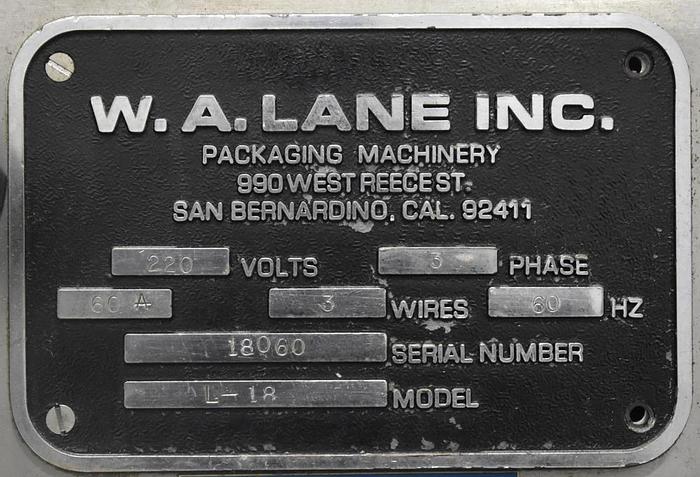 W. A. LANE INC.
PACKAGING MACHINERY
990 WEST REECE ST.
SAN BERNARDINO, CAL. 92411
220 VOLTS 3 PHASE
60 A 3 WIRES 60 HZ
18060 SERIAL NUMBER
L-18 MODEL